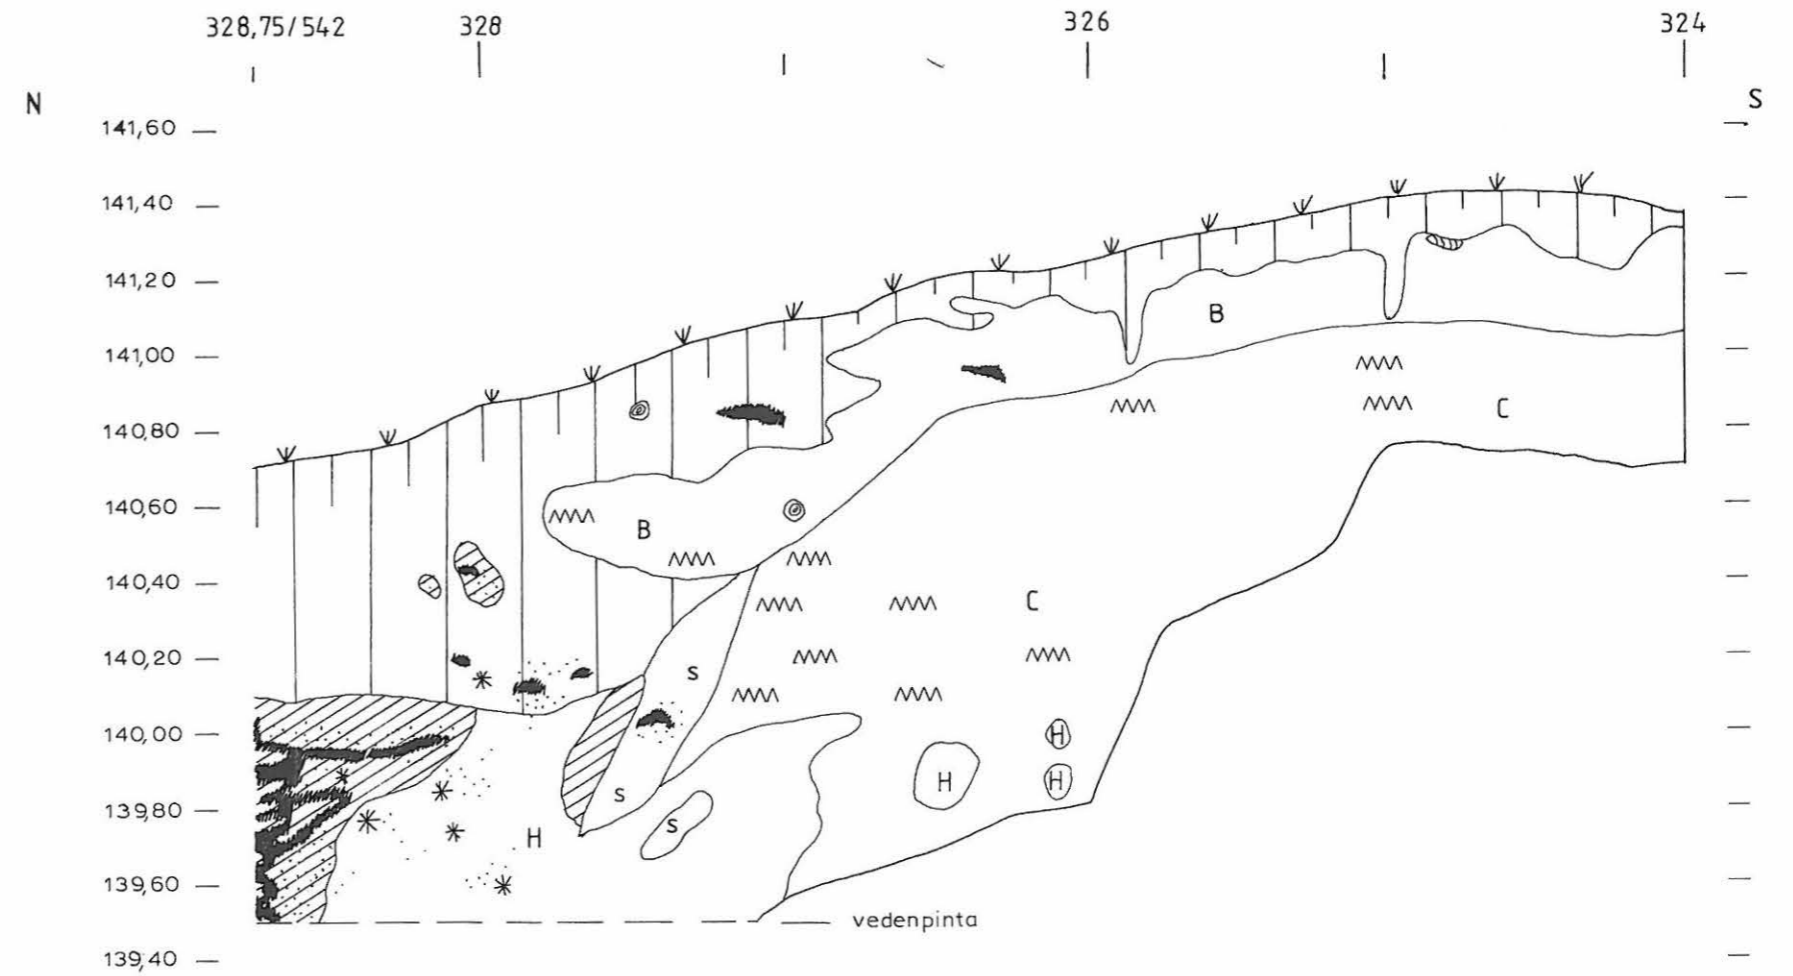 328,75/542 328 326 324
N S
141,60
141,40
141,20
B
141,00
C
140,80
140,60
B
140,40
C
140,20
s
140,00
H
H H
s
139,80
s
H
139,60
vedenpinta
139,40